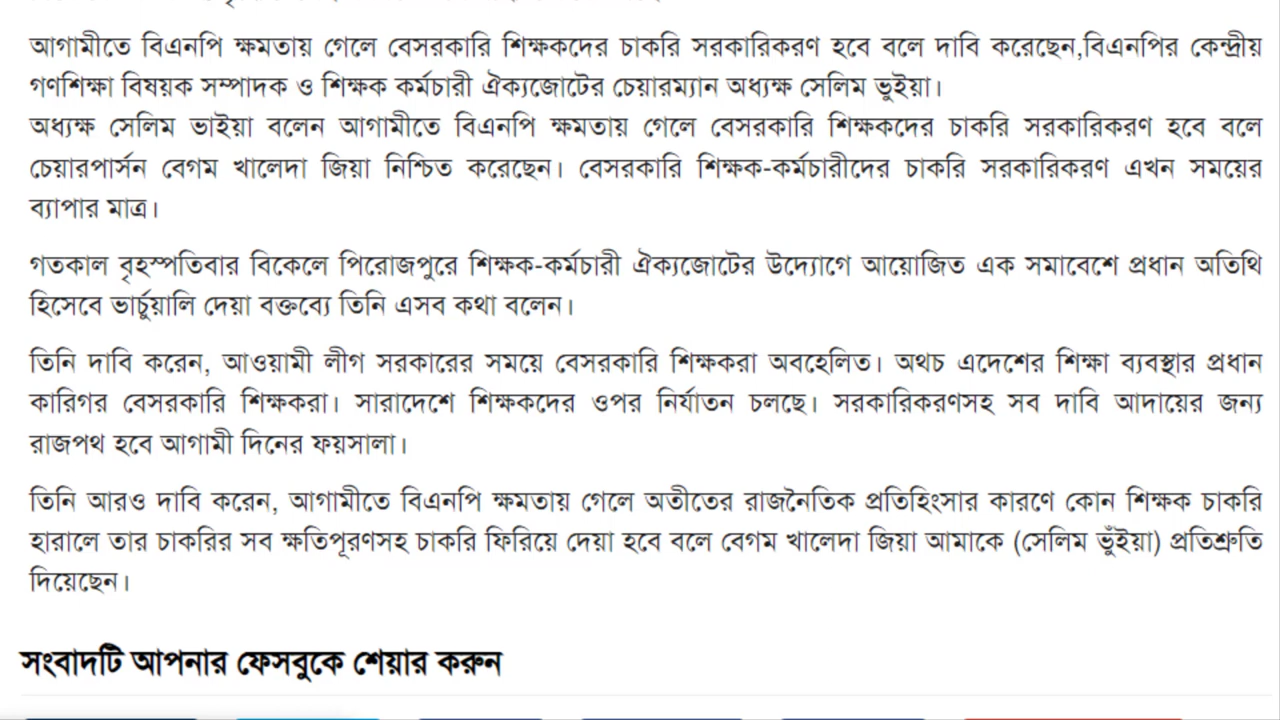 আগামীতে বিএনপি ক্ষমতায় গেলে বেসরকারি শিক্ষকদের চাকরি সরকারিকরণ হবে বলে দাবি করেছেন,বিএনপির কেন্দ্রীয়
গণশিক্ষা বিষয়ক সম্পাদক ও শিক্ষক কর্মচারী ঐক্যজোটের চেয়ারম্যান অধ্যক্ষ সেলিম ভুইয়া।
অধ্যক্ষ সেলিম ভাইয়া বলেন আগামীতে বিএনপি ক্ষমতায় গেলে বেসরকারি শিক্ষকদের চাকরি সরকারিকরণ হবে বলে
চেয়ারপার্সন বেগম খালেদা জিয়া নিশ্চিত করেছেন। বেসরকারি শিক্ষক-কর্মচারীদের চাকরি সরকারিকরণ এখন সময়ের
ব্যাপার মাত্র।
গতকাল বৃহস্পতিবার বিকেলে পিরোজপুরে শিক্ষক-কর্মচারী ঐক্যজোটের উদ্যোগে আয়োজিত এক সমাবেশে প্রধান অতিথি
হিসেবে ভার্চুয়ালি দেয়া বক্তব্যে তিনি এসব কথা বলেন।
তিনি দাবি করেন, আওয়ামী লীগ সরকারের সময়ে বেসরকারি শিক্ষকরা অবহেলিত। অথচ এদেশের শিক্ষা ব্যবস্থার প্রধান
কারিগর বেসরকারি শিক্ষকরা। সারাদেশে শিক্ষকদের ওপর নির্যাতন চলছে। সরকারিকরণসহ সব দাবি আদায়ের জন্য
রাজপথ হবে আগামী দিনের ফয়সালা।
তিনি আরও দাবি করেন, আগামীতে বিএনপি ক্ষমতায় গেলে অতীতের রাজনৈতিক প্রতিহিংসার কারণে কোন শিক্ষক চাকরি
হারালে তার চাকরির সব ক্ষতিপূরণসহ চাকরি ফিরিয়ে দেয়া হবে বলে বেগম খালেদা জিয়া আমাকে (সেলিম ভুঁইয়া) প্রতিশ্রুতি
দিয়েছেন।
সংবাদটি আপনার ফেসবুকে শেয়ার করুন